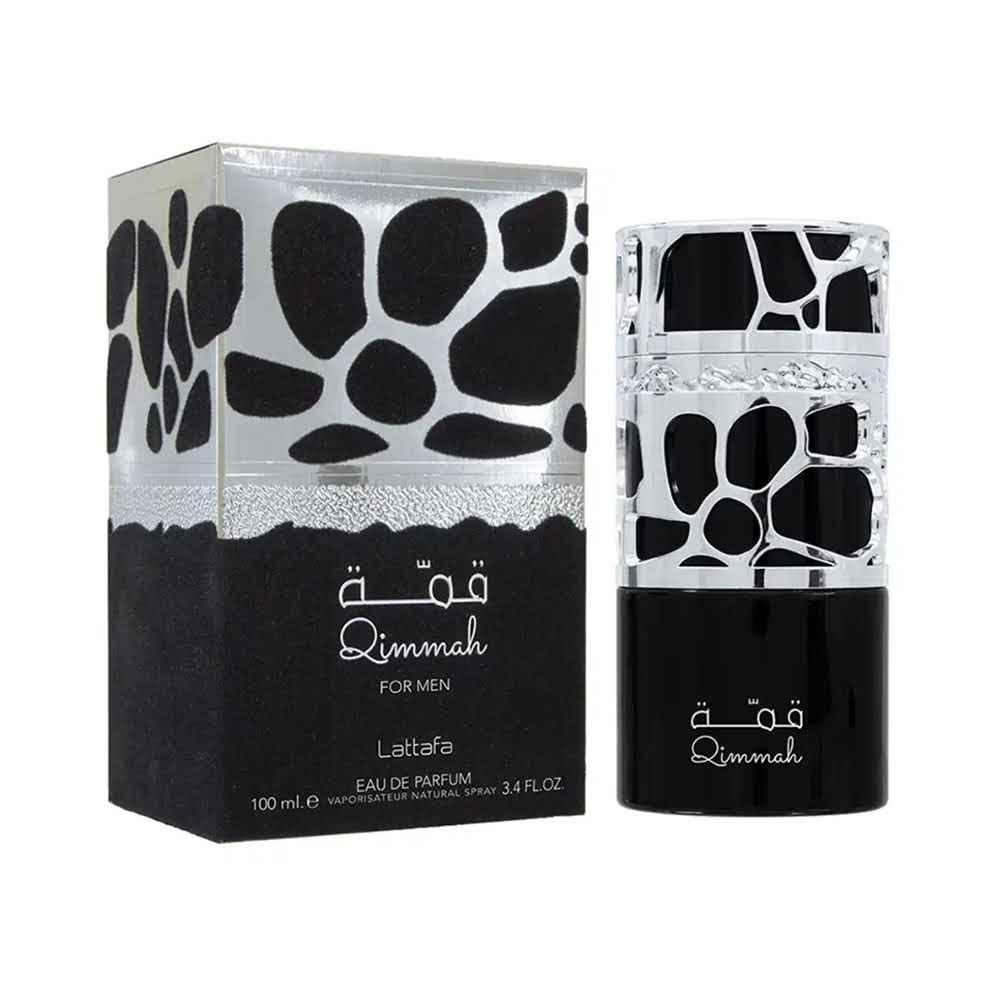 قمّة
Qimmah
FOR MEN
Lattafa
EAU DE PARFUM
100 ml. e VAPORISATEUR NATURAL SPRAY 3.4 FL.OZ.
قمّة
Qimmah